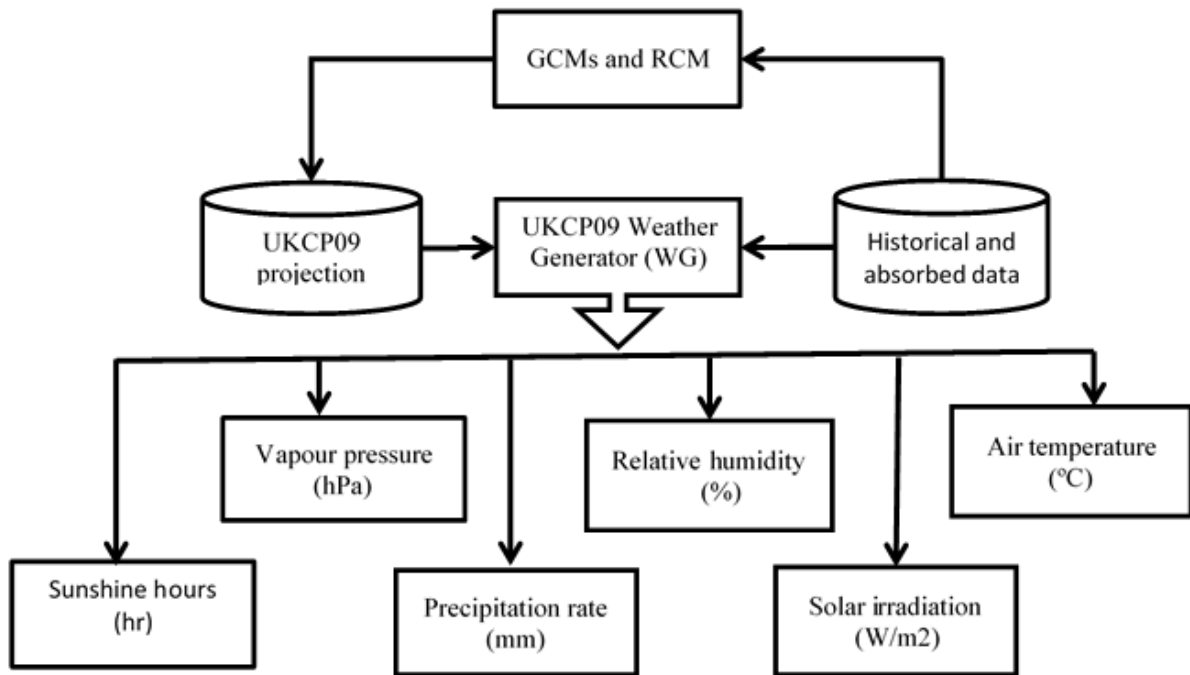 GCMs and RCM
UKCP09
projection
UKCP09 Weather
Generator (WG)
Historical and
absorbed data
Vapour pressure
(hPa)
Relative humidity
(%)
Air temperature
(ºC)
Sunshine hours
(hr)
Precipitation rate
(mm)
Solar irradiation
(W/m2)